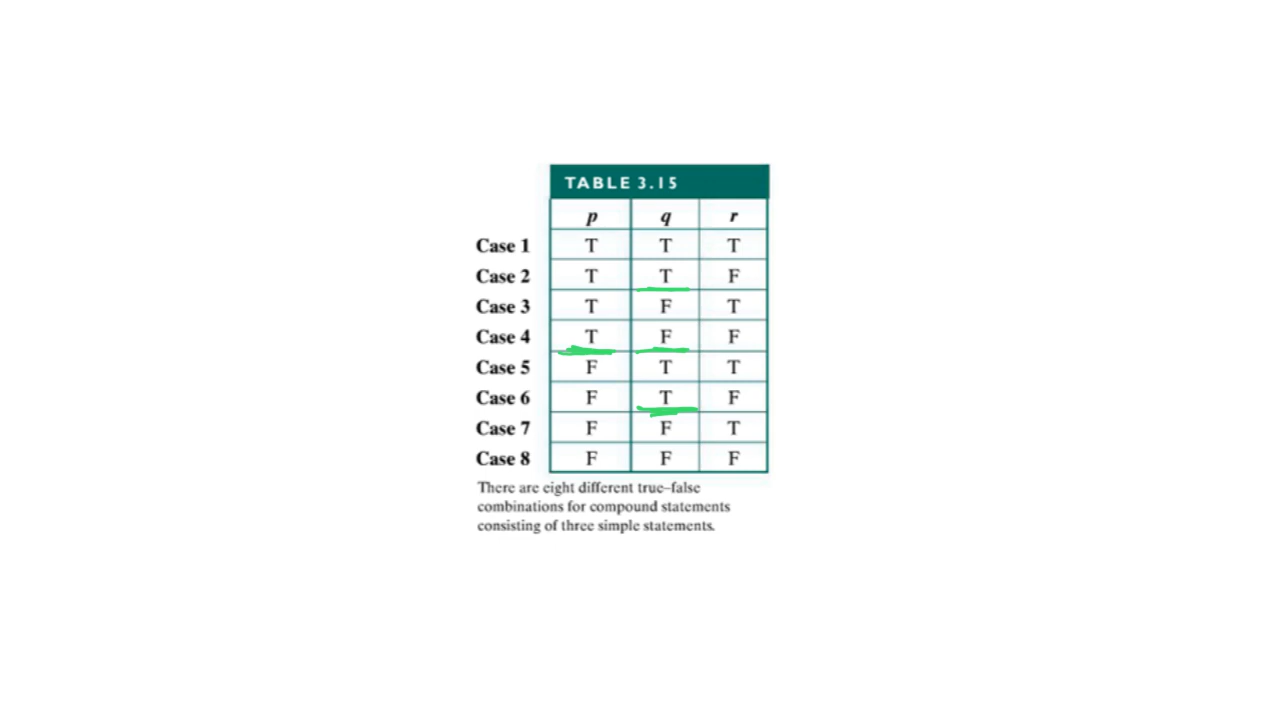 TABLE 3.15
p q r
Case 1 T T T
Case 2 T T F
Case 3 T F T
Case 4 T F F
Case 5 F T T
Case 6 F T F
Case 7 F F T
Case 8 F F F
There are eight different true–false
combinations for compound statements
consisting of three simple statements.